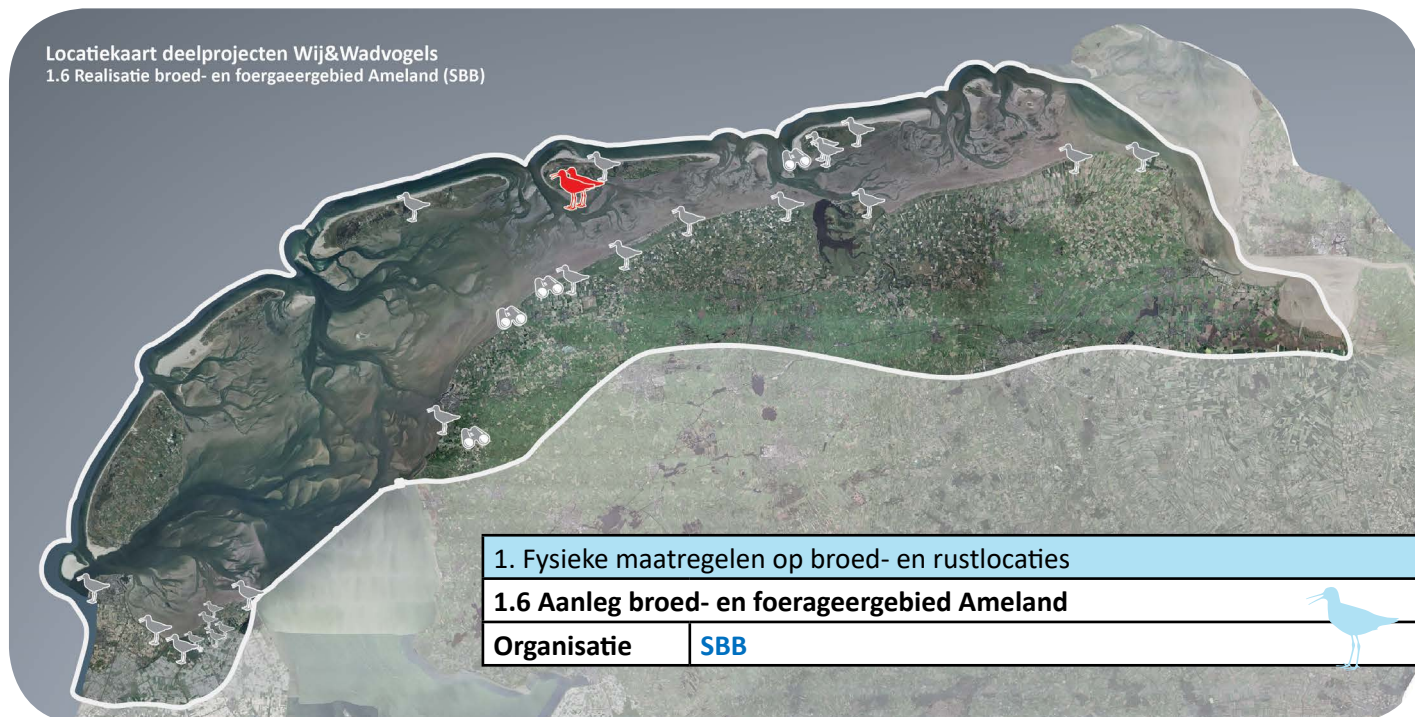 Locatiekaart deelprojecten Wij&Wadvogels
1.6 Realisatie broed- en foergaeergebied Ameland (SBB)
1. Fysieke maatregelen op broed- en rustlocaties
1.6 Aanleg broed- en foerageergebied Ameland
Organisatie SBB